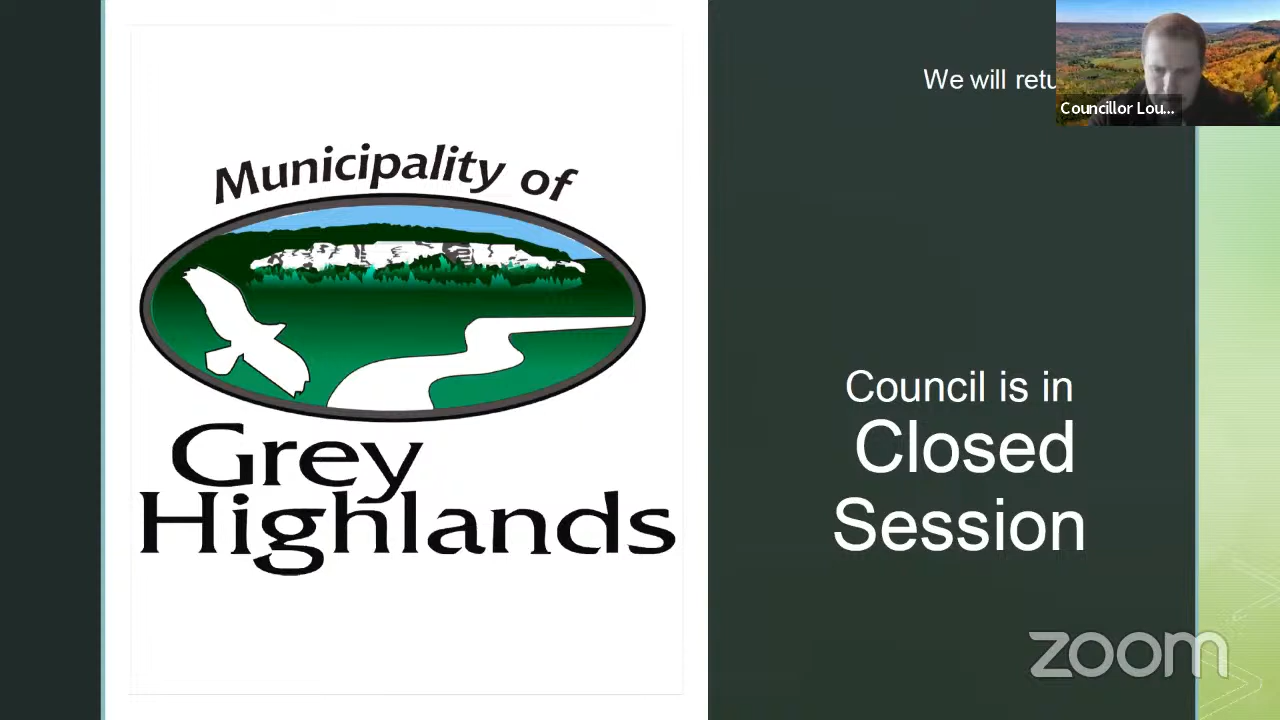 We will retu
Councillor Lou...
Municipality of
Grey
Highlands
Council is in
Closed
Session
zoom